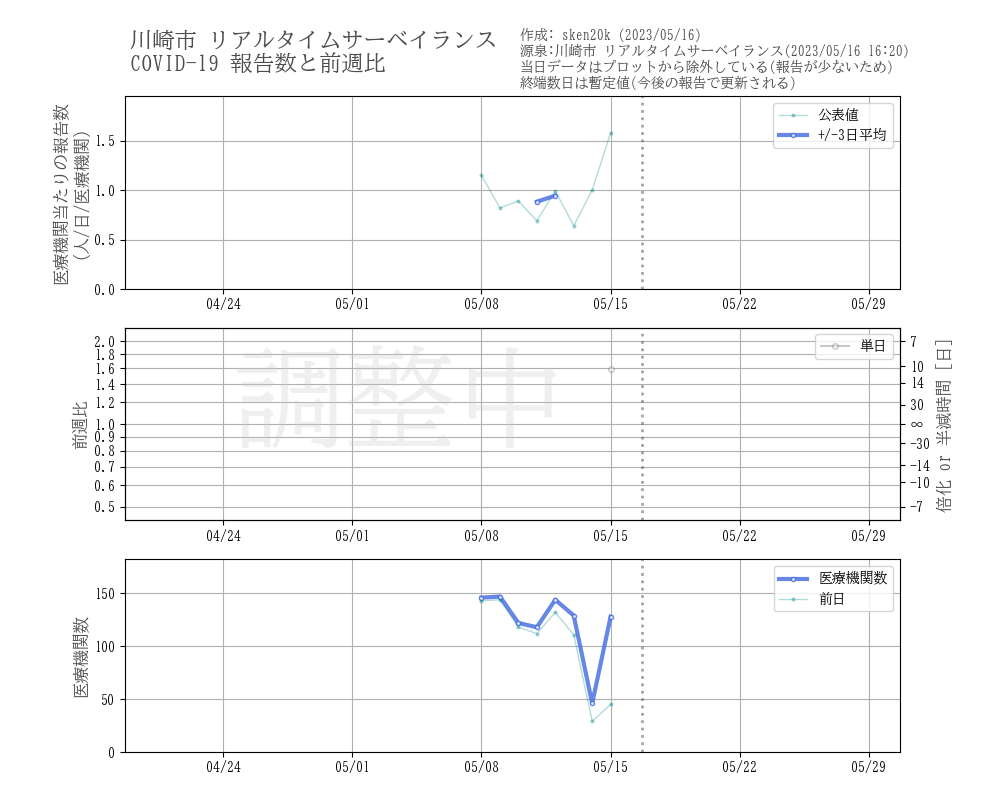 川崎市 リアルタイムサーベイランス
COVID-19 報告数と前週比
作成: sken20k (2023/05/16)
源泉:川崎市 リアルタイムサーベイランス(2023/05/16 16:20)
当日データはプロットから除外している(報告が少ないため)
終端数日は暫定値(今後の報告で更新される)
医療機関当たりの報告数
(人/日/医療機関)
1.5
1.0
0.5
0.0
公表値
+/-3日平均
04/24 05/01 05/08 05/15 05/22 05/29
前週比
2.0
1.8
1.6
1.4
1.2
1.0
0.9
0.8
0.7
0.6
0.5
調整中
単日
7
10
14
30
∞
-30
-14
-10
-7
倍化 or 半減時間 [日]
04/24 05/01 05/08 05/15 05/22 05/29
医療機関数
150
100
50
0
医療機関数
前日
04/24 05/01 05/08 05/15 05/22 05/29